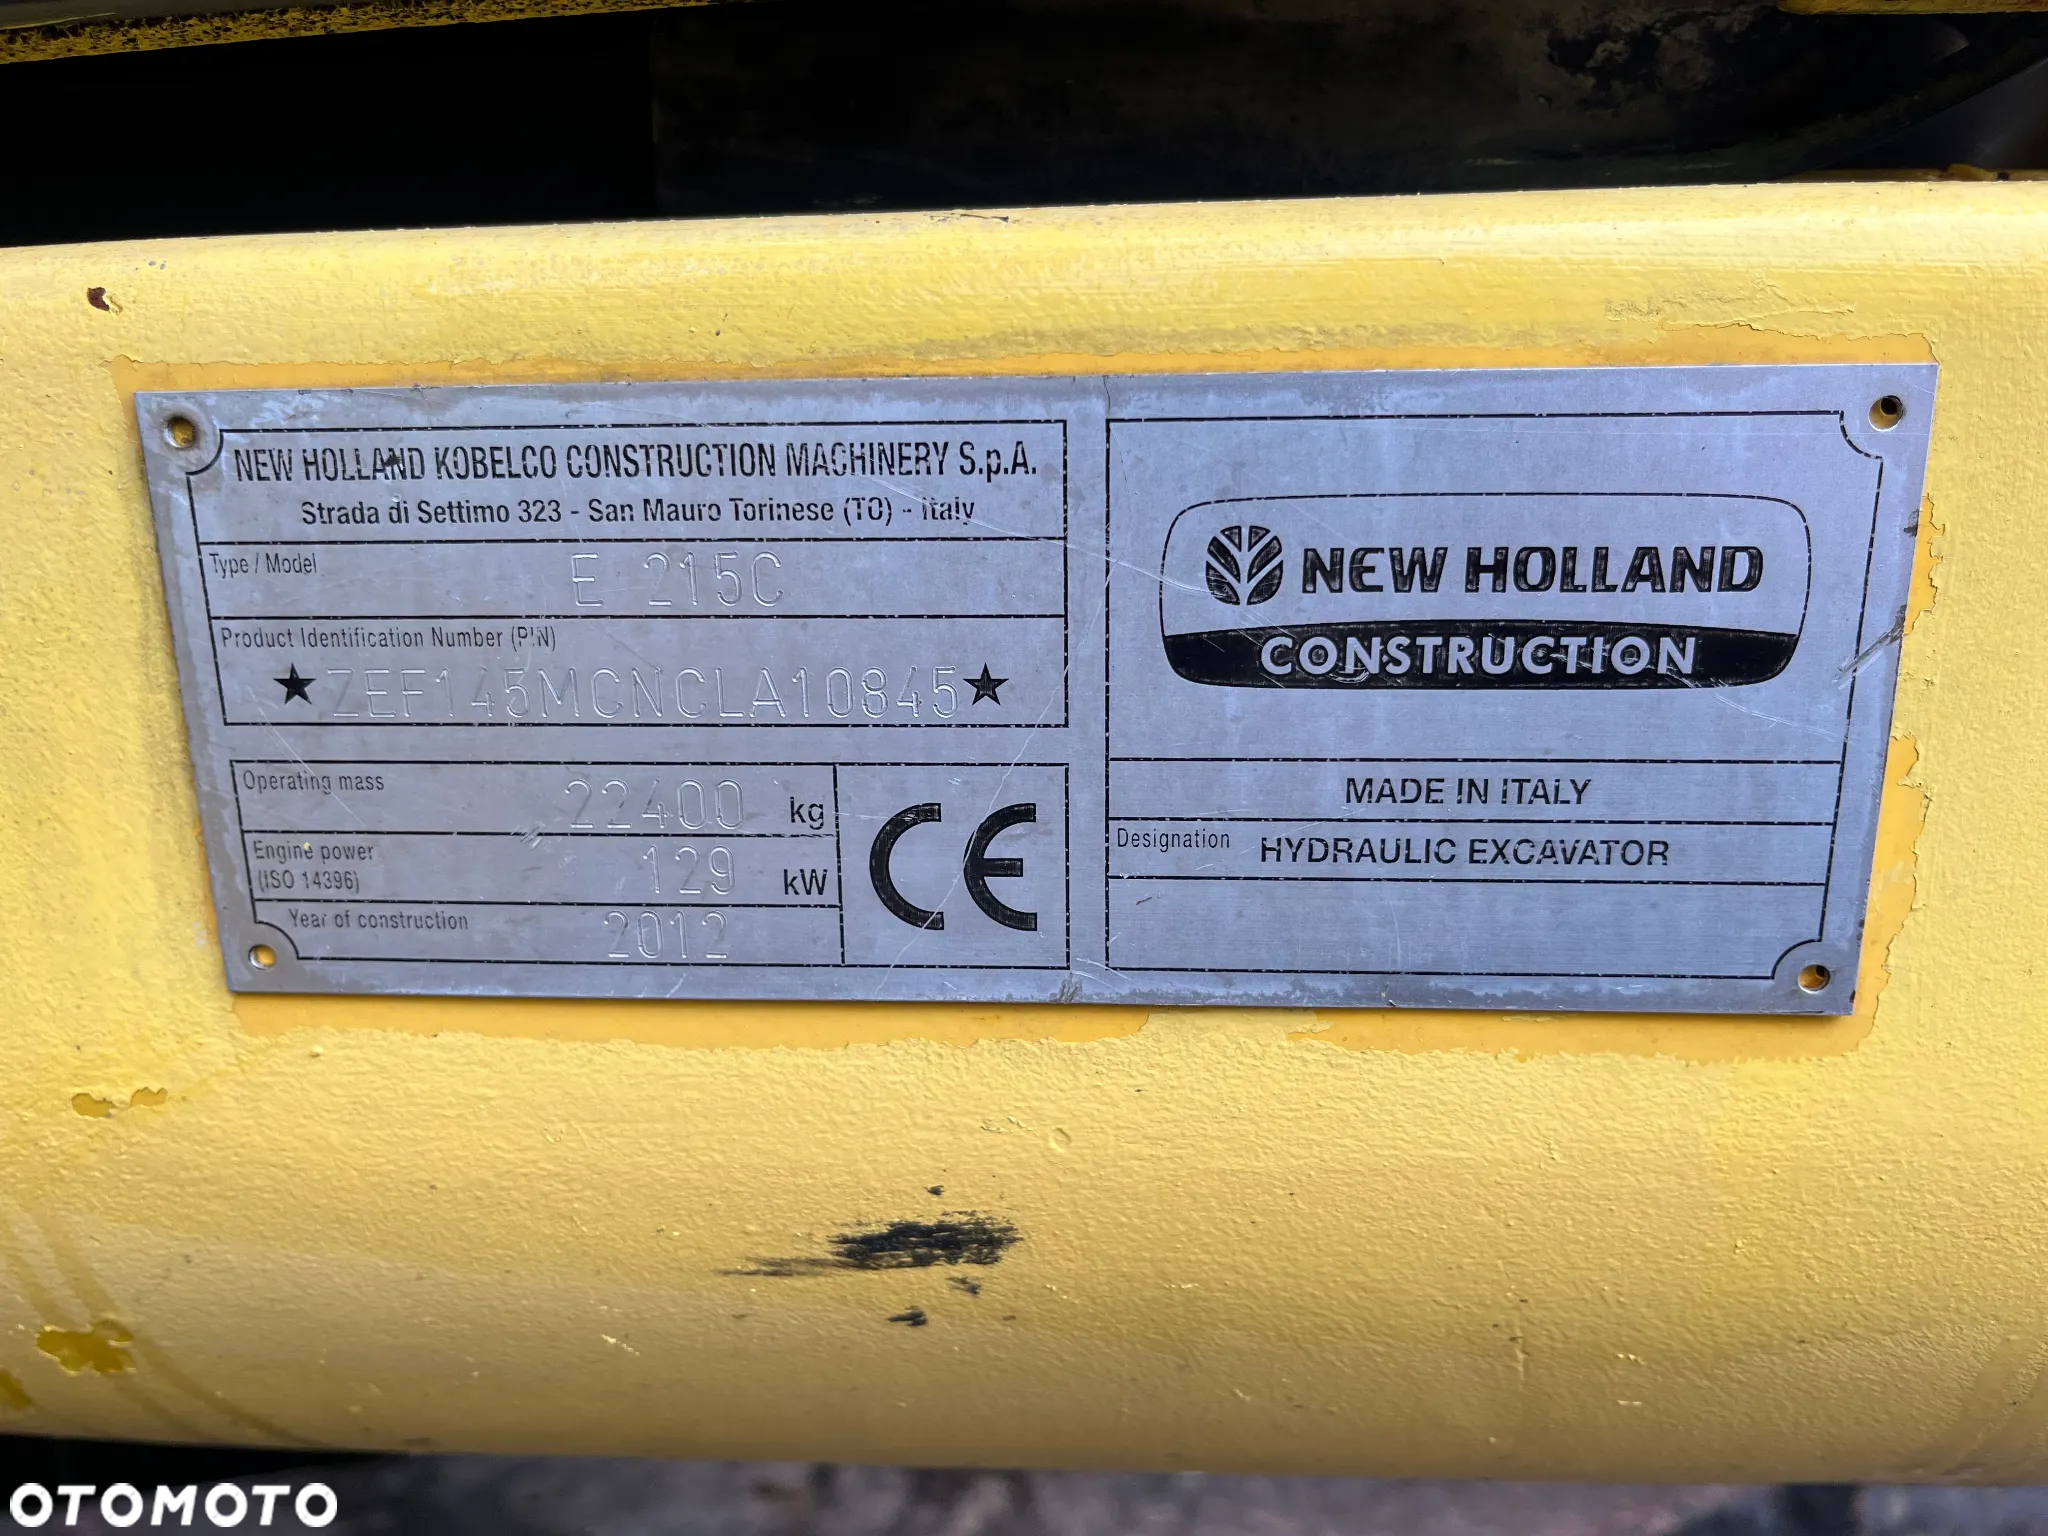 NEW HOLLAND KOBELCO CONSTRUCTION MACHINERY S.p.A.
Strada di Settimo 323 - San Mauro Torinese (TO) - Italy
Type / Model E 215C
Product Identification Number (PIN)
★ZEF145MCNCLA10845★
Operating mass 22400 kg
Engine power
(ISO 14396) 129 kW
Year of construction 2012
CE
NEW HOLLAND
CONSTRUCTION
MADE IN ITALY
Designation HYDRAULIC EXCAVATOR
OTOMOTO